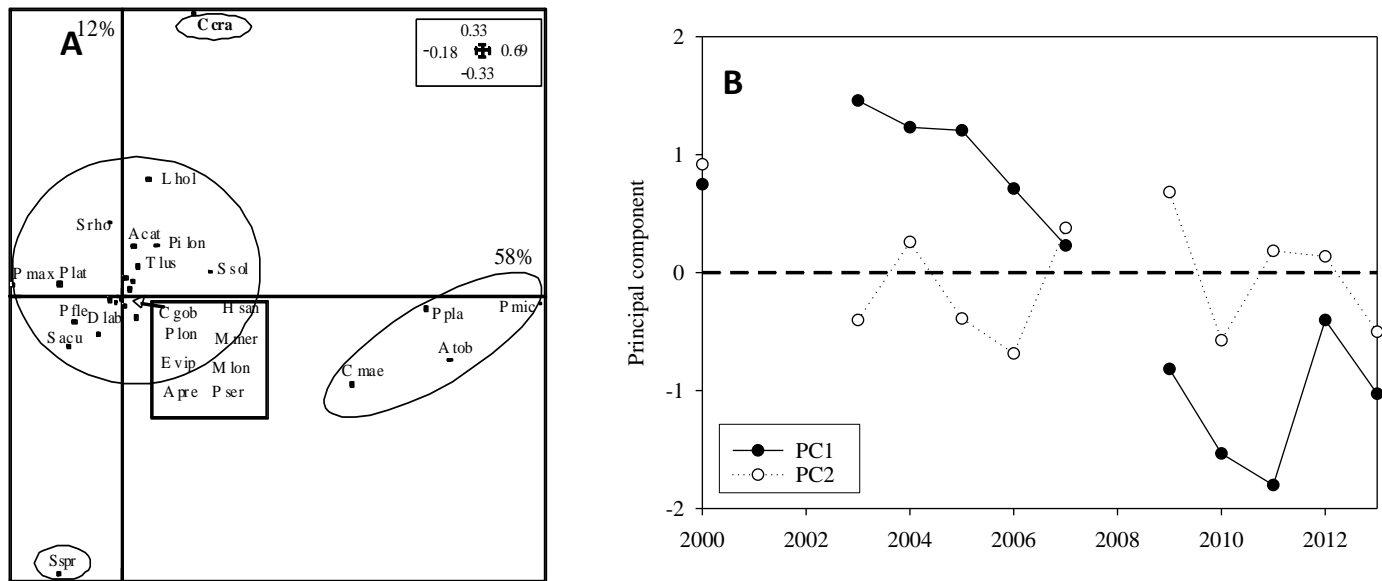 A
12%
C cra
0.33
-0.18 0.69
-0.33
L hol
S rho
A cat
Pi lon
T lus
S sol
58%
P max P lat
P fle
D lab
S acu
C gob
H san
P lon
M mer
E vip
M lon
A pre
P ser
P pla
P mic
A tob
C mae
S spr
B
Principal component
2
1
0
-1
-2
PC1
PC2
2000 2002 2004 2006 2008 2010 2012